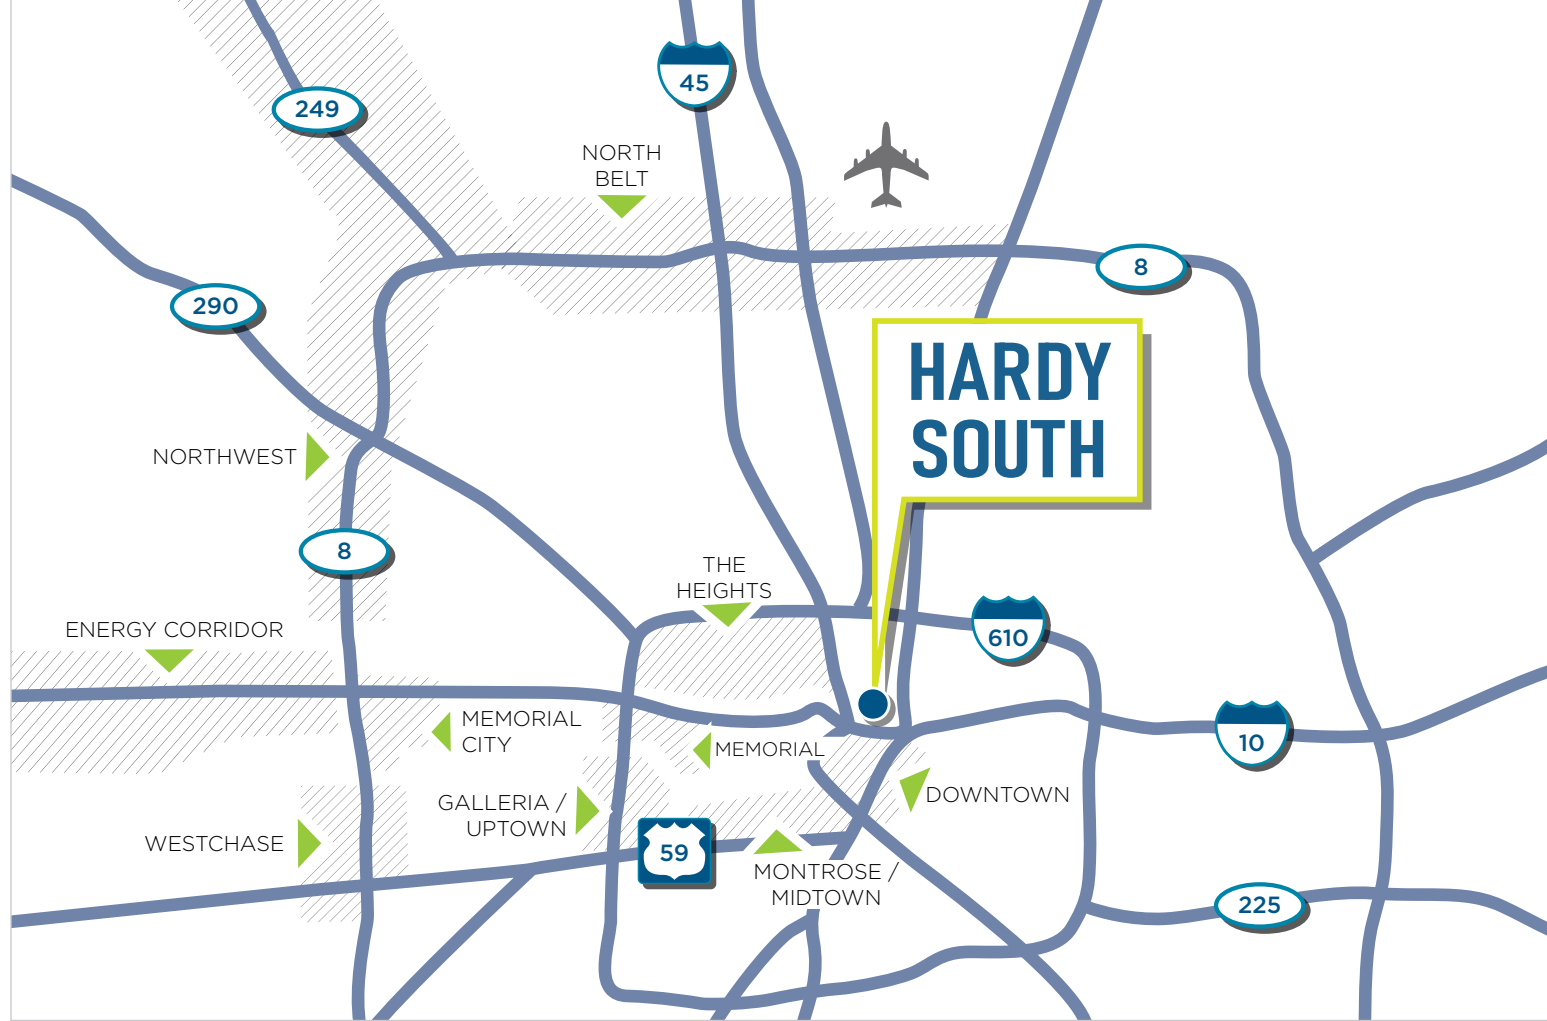 45
249
NORTH
BELT
8
290
HARDY
SOUTH
NORTHWEST
8
THE
HEIGHTS
610
ENERGY CORRIDOR
MEMORIAL
CITY
MEMORIAL
10
DOWNTOWN
GALLERIA /
UPTOWN
WESTCHASE
59
MONTROSE /
MIDTOWN
225